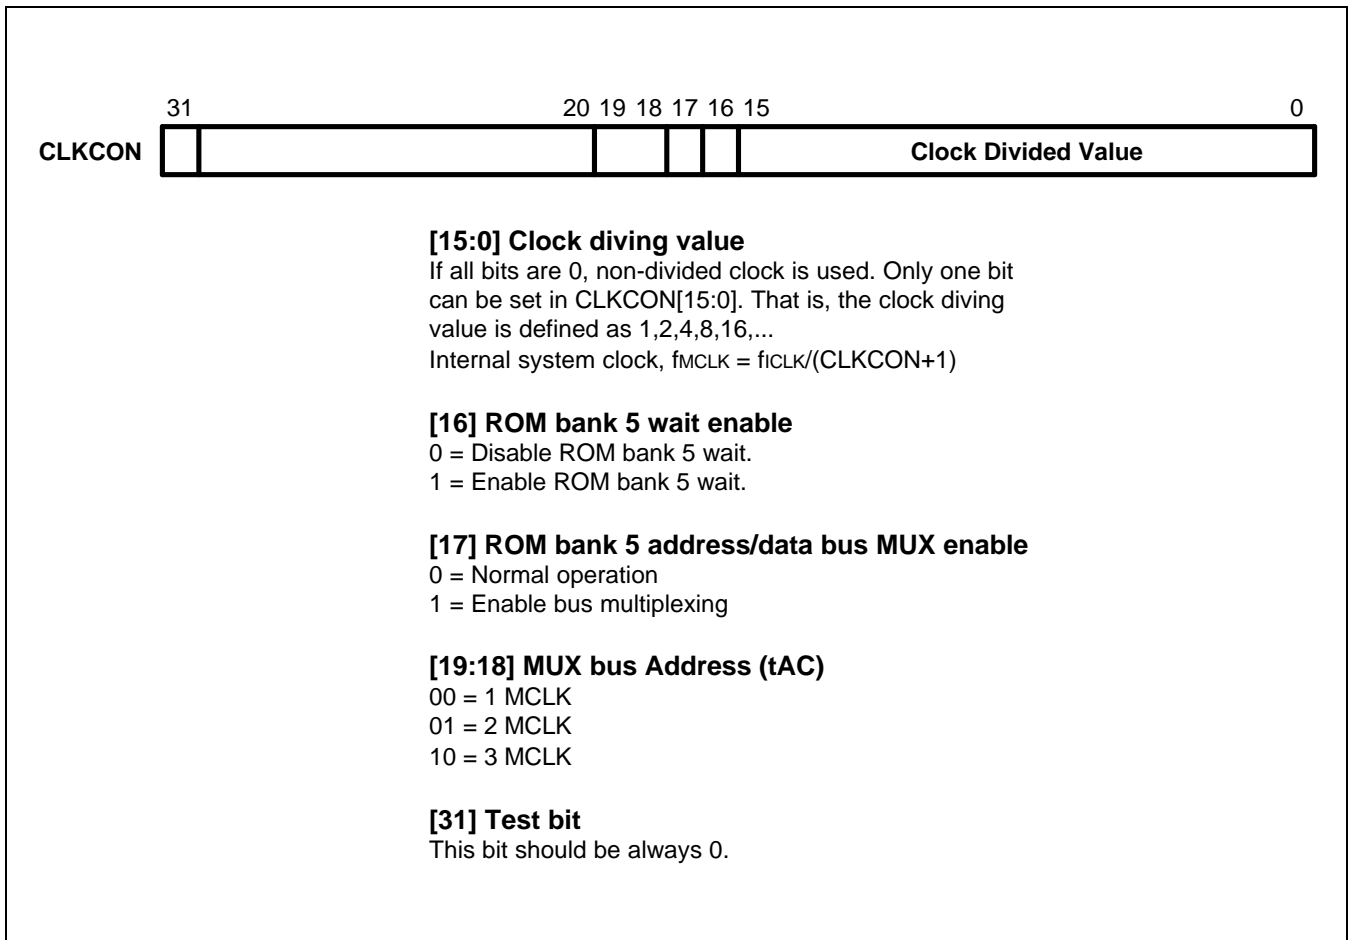 31 20 19 18 17 16 15 0
CLKCON Clock Divided Value
[15:0] Clock diving value
If all bits are 0, non-divided clock is used. Only one bit
can be set in CLKCON[15:0]. That is, the clock diving
value is defined as 1,2,4,8,16,...
Internal system clock, fMCLK = fICLK/(CLKCON+1)
[16] ROM bank 5 wait enable
0 = Disable ROM bank 5 wait.
1 = Enable ROM bank 5 wait.
[17] ROM bank 5 address/data bus MUX enable
0 = Normal operation
1 = Enable bus multiplexing
[19:18] MUX bus Address (tAC)
00 = 1 MCLK
01 = 2 MCLK
10 = 3 MCLK
[31] Test bit
This bit should be always 0.